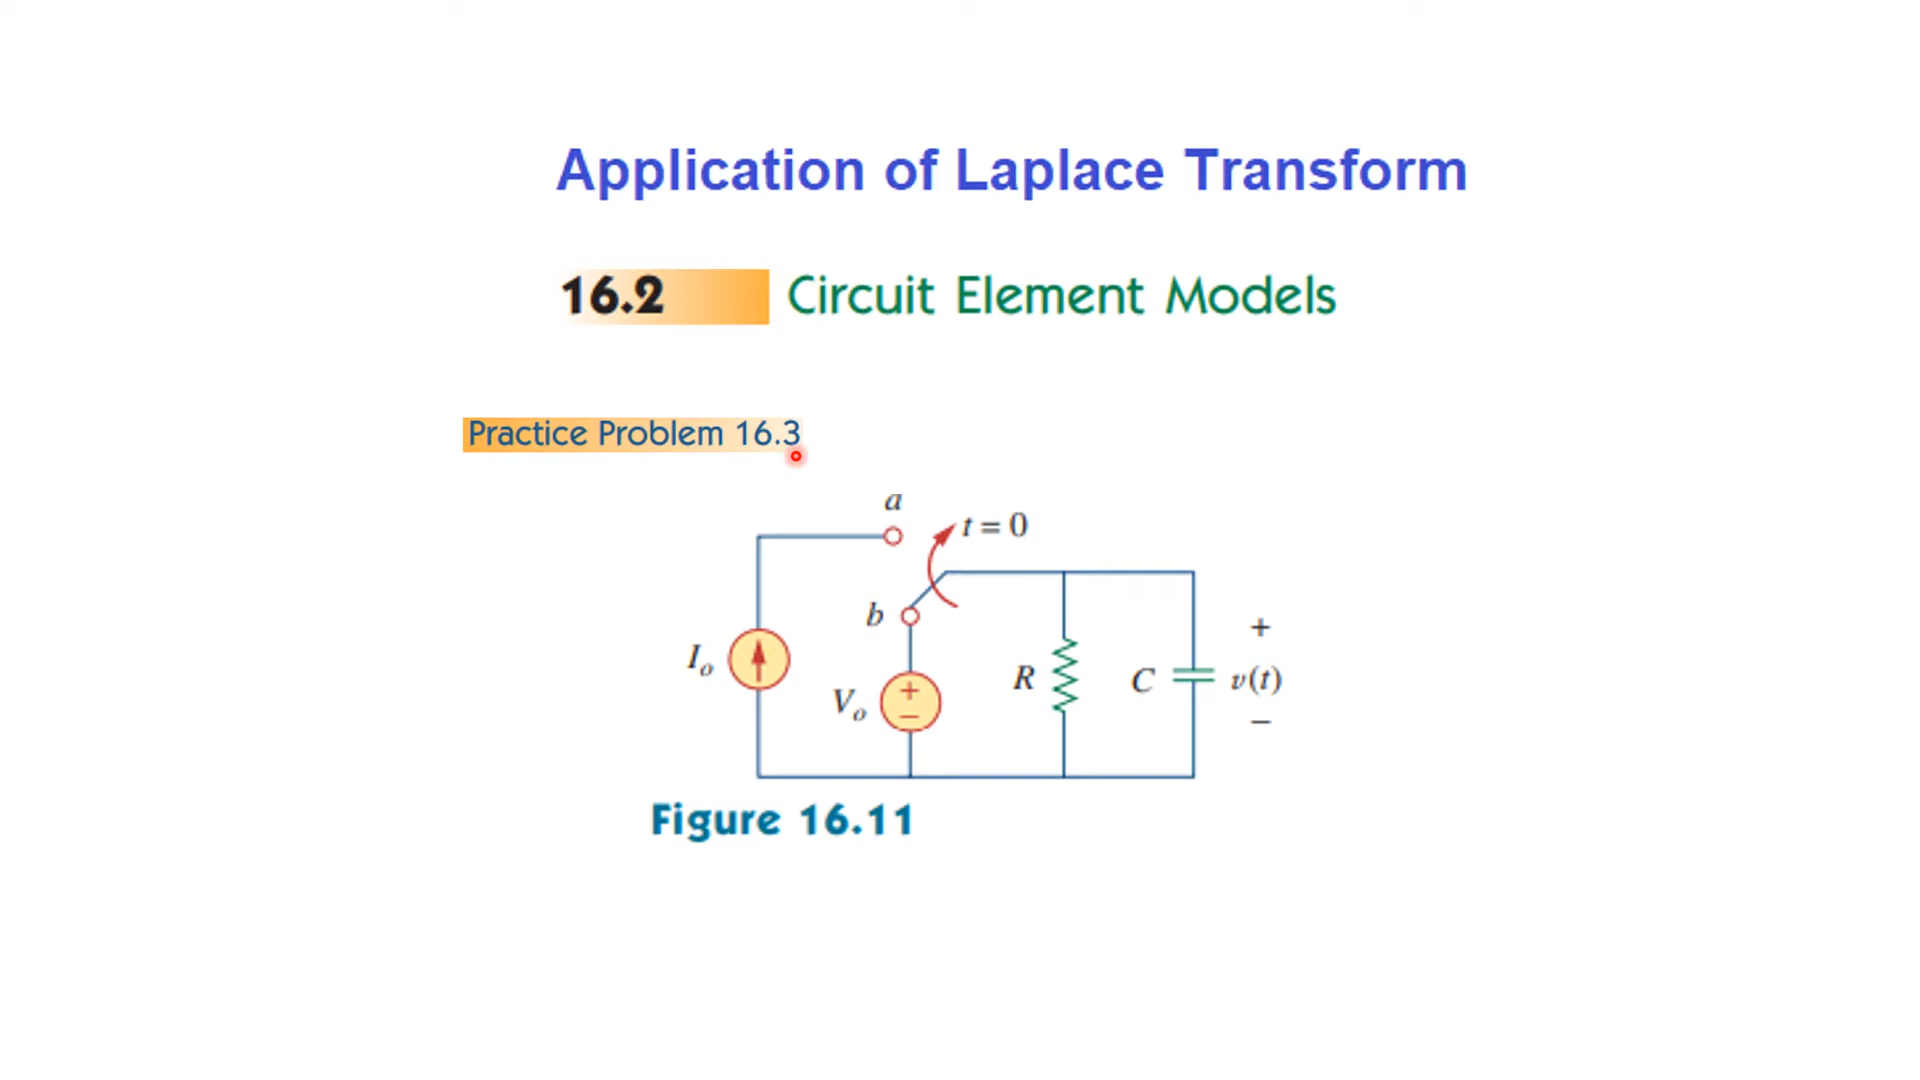 Application of Laplace Transform
16.2 Circuit Element Models
Practice Problem 16.3
a
t = 0
b
+
I_o
R
C
v(t)
V_o
+
−
−
Figure 16.11